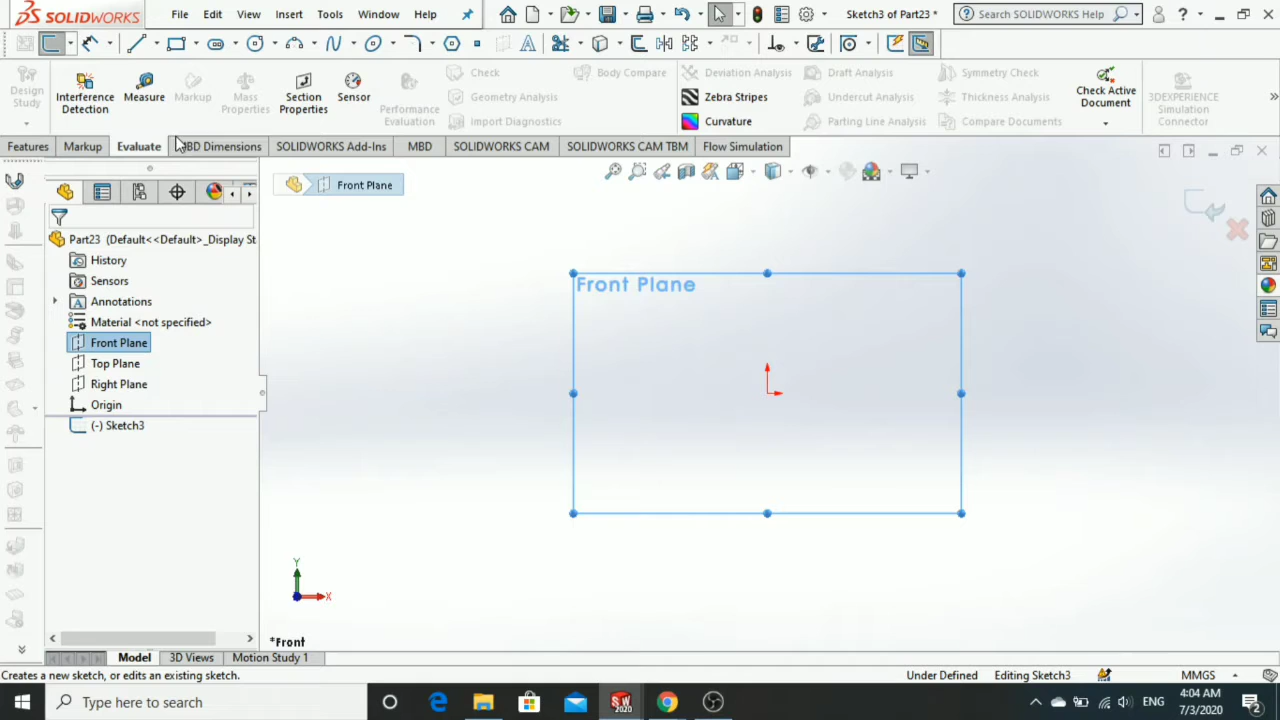 SOLIDWORKS File Edit View Insert Tools Window Help Sketch3 of Part23 * Search SOLIDWORKS Help
Design Study
Interference Detection
Measure
Markup
Mass Properties
Section Properties
Sensor
Performance Evaluation
Check
Geometry Analysis
Import Diagnostics
Body Compare
Deviation Analysis
Zebra Stripes
Curvature
Draft Analysis
Undercut Analysis
Parting Line Analysis
Symmetry Check
Thickness Analysis
Compare Documents
Check Active Document
3DEXPERIENCE Simulation Connector
Features Markup Evaluate MBD Dimensions SOLIDWORKS Add-Ins MBD SOLIDWORKS CAM SOLIDWORKS CAM TBM Flow Simulation
Front Plane
Part23 (Default<<Default>_Display St
History
Sensors
Annotations
Material <not specified>
Front Plane
Top Plane
Right Plane
Origin
(-) Sketch3
Front Plane
Y
X
*Front
Model 3D Views Motion Study 1
Creates a new sketch, or edits an existing sketch. Under Defined Editing Sketch3 MMGS
Type here to search
SW
2020
ENG
4:04 AM
7/3/2020
2